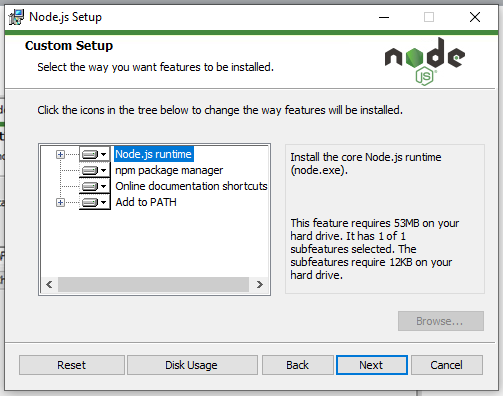 Node.js Setup
Custom Setup
Select the way you want features to be installed.
node
JS
Click the icons in the tree below to change the way features will be installed.
Node.js runtime
npm package manager
Online documentation shortcuts
Add to PATH
Install the core Node.js runtime
(node.exe).
This feature requires 53MB on your
hard drive. It has 1 of 1
subfeatures selected. The
subfeatures require 12KB on your
hard drive.
Browse...
Reset
Disk Usage
Back
Next
Cancel